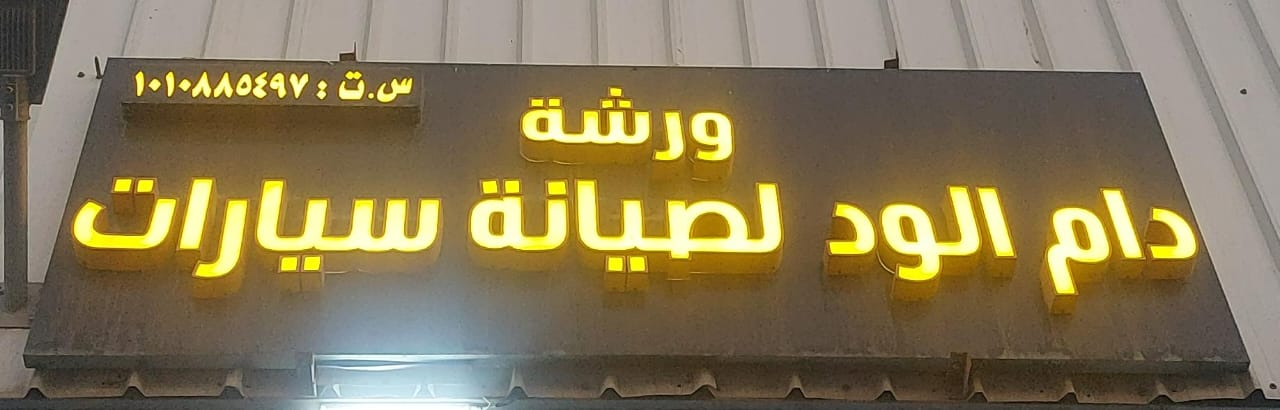 س.ت : ١٠١٠٨٨٥٤٩٧
ورشة
دام الود لصيانة سيارات